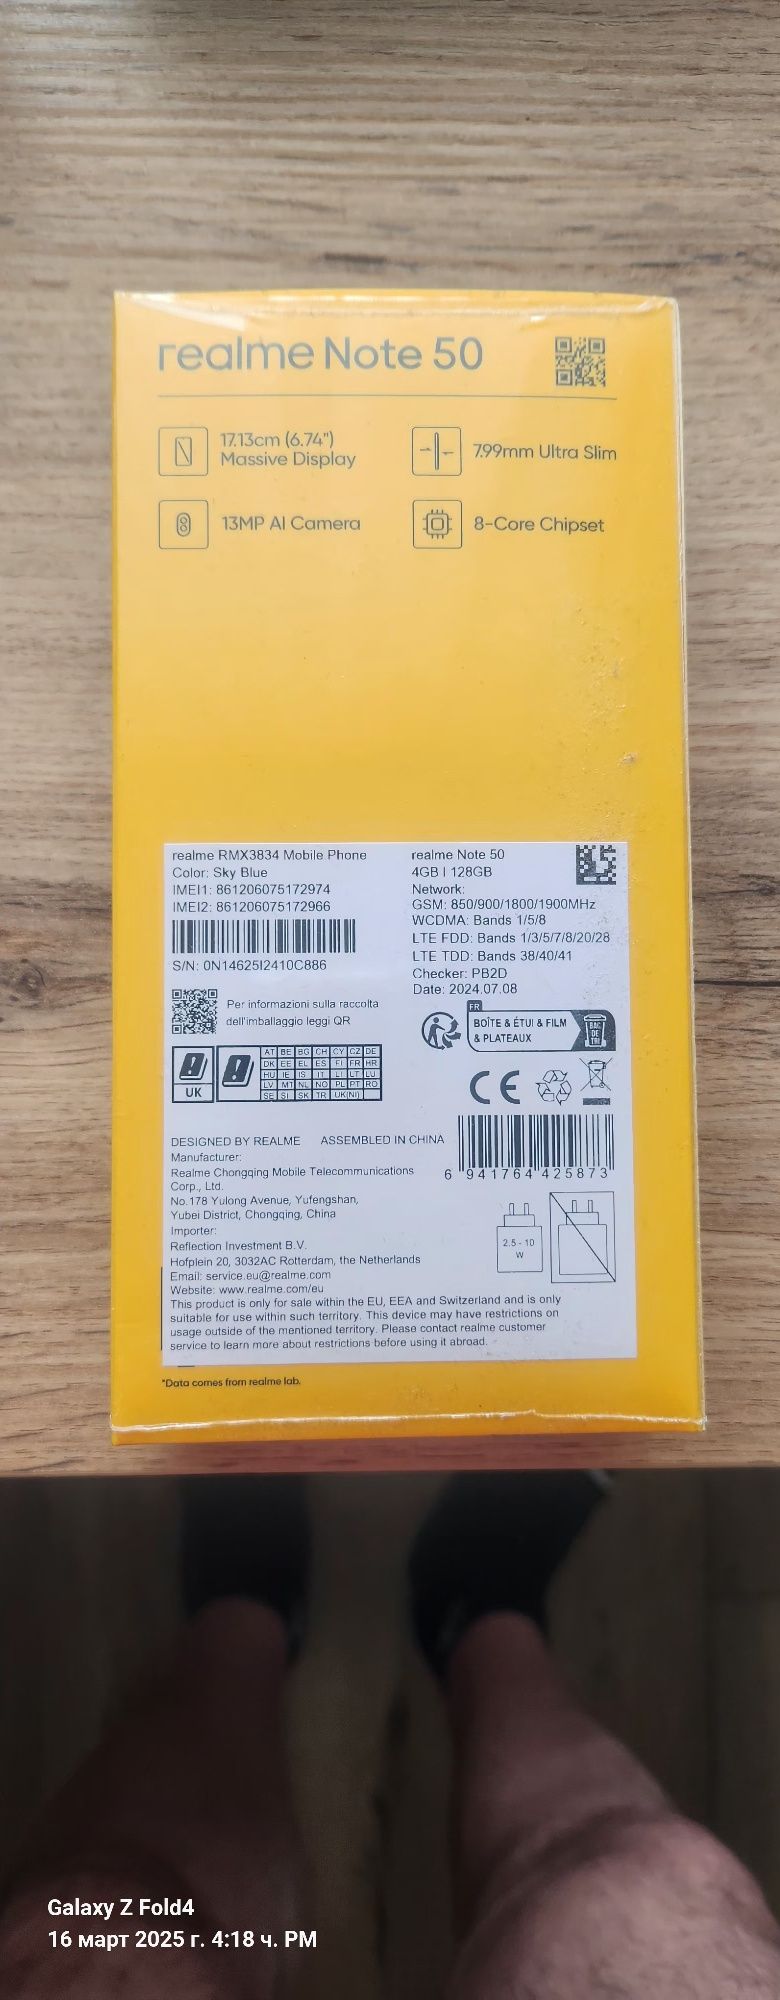 realme Note 50
17.13cm (6.74")
Massive Display
7.99mm Ultra Slim
13MP AI Camera
8-Core Chipset
realme RMX3834 Mobile Phone
Color: Sky Blue
IMEI1: 861206075172974
IMEI2: 861206075172966
S/N: 0N14625I2410C886
realme Note 50
4GB | 128GB
Network:
GSM: 850/900/1800/1900MHz
WCDMA: Bands 1/5/8
LTE FDD: Bands 1/3/5/7/8/20/28
LTE TDD: Bands 38/40/41
Checker: PB2D
Date: 2024.07.08
Per informazioni sulla raccolta
dell'imballaggio leggi QR
FR
BOÎTE & ÉTUI & FILM
& PLATEAUX
BAC
DE
TRI
UK
AT BE BG CH CY CZ DE
DK EE EL ES FI FR HR
HU IE IS IT LI LT LU
LV MT NL NO PL PT RO
SE SI SK TR UK(NI)
CE
DESIGNED BY REALME ASSEMBLED IN CHINA
6 941764 425873
Manufacturer:
Realme Chongqing Mobile Telecommunications
Corp., Ltd.
No.178 Yulong Avenue, Yufengshan,
Yubei District, Chongqing, China
Importer:
Reflection Investment B.V.
Hofplein 20, 3032AC Rotterdam, the Netherlands
Email: service.eu@realme.com
Website: www.realme.com/eu
2.5 - 10
W
This product is only for sale within the EU, EEA and Switzerland and is only
suitable for use within such territory. This device may have restrictions on
usage outside of the mentioned territory. Please contact realme customer
service to learn more about restrictions before using it abroad.
*Data comes from realme lab.
Galaxy Z Fold4
16 март 2025 г. 4:18 ч. PM